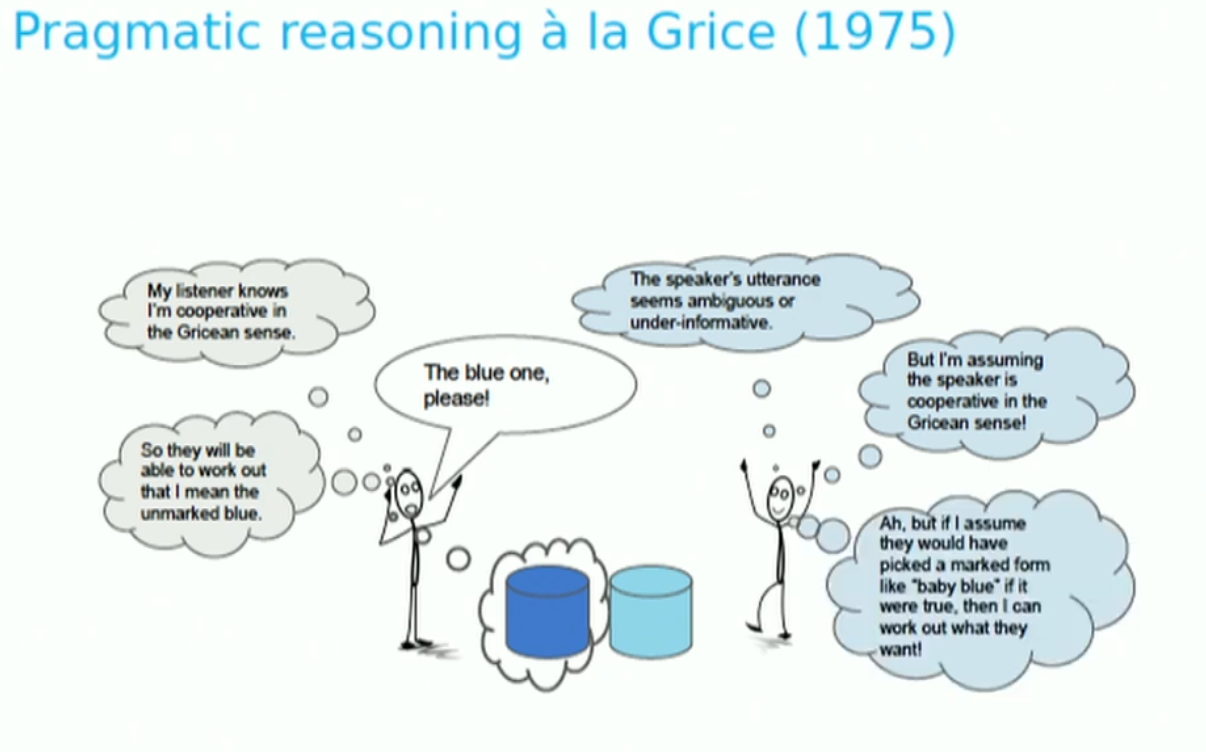 Pragmatic reasoning à la Grice (1975)
My listener knows
I'm cooperative in
the Gricean sense.
So they will be
able to work out
that I mean the
unmarked blue.
The blue one,
please!
The speaker's utterance
seems ambiguous or
under-informative.
But I'm assuming
the speaker is
cooperative in the
Gricean sense!
Ah, but if I assume
they would have
picked a marked form
like "baby blue" if it
were true, then I can
work out what they
want!